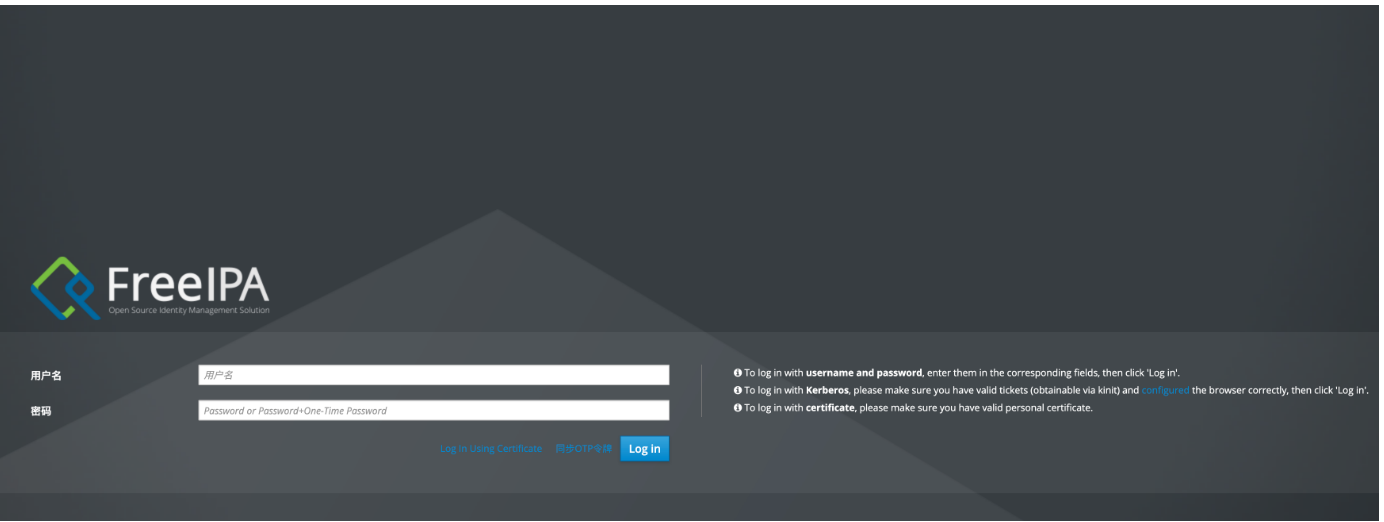 FreeIPA
Open Source Identity Management Solution
用户名
用户名
密码
Password or Password+One-Time Password
Log In Using Certificate
同步OTP令牌
Log in
To log in with username and password, enter them in the corresponding fields, then click 'Log in'.
To log in with Kerberos, please make sure you have valid tickets (obtainable via kinit) and configured the browser correctly, then click 'Log in'.
To log in with certificate, please make sure you have valid personal certificate.